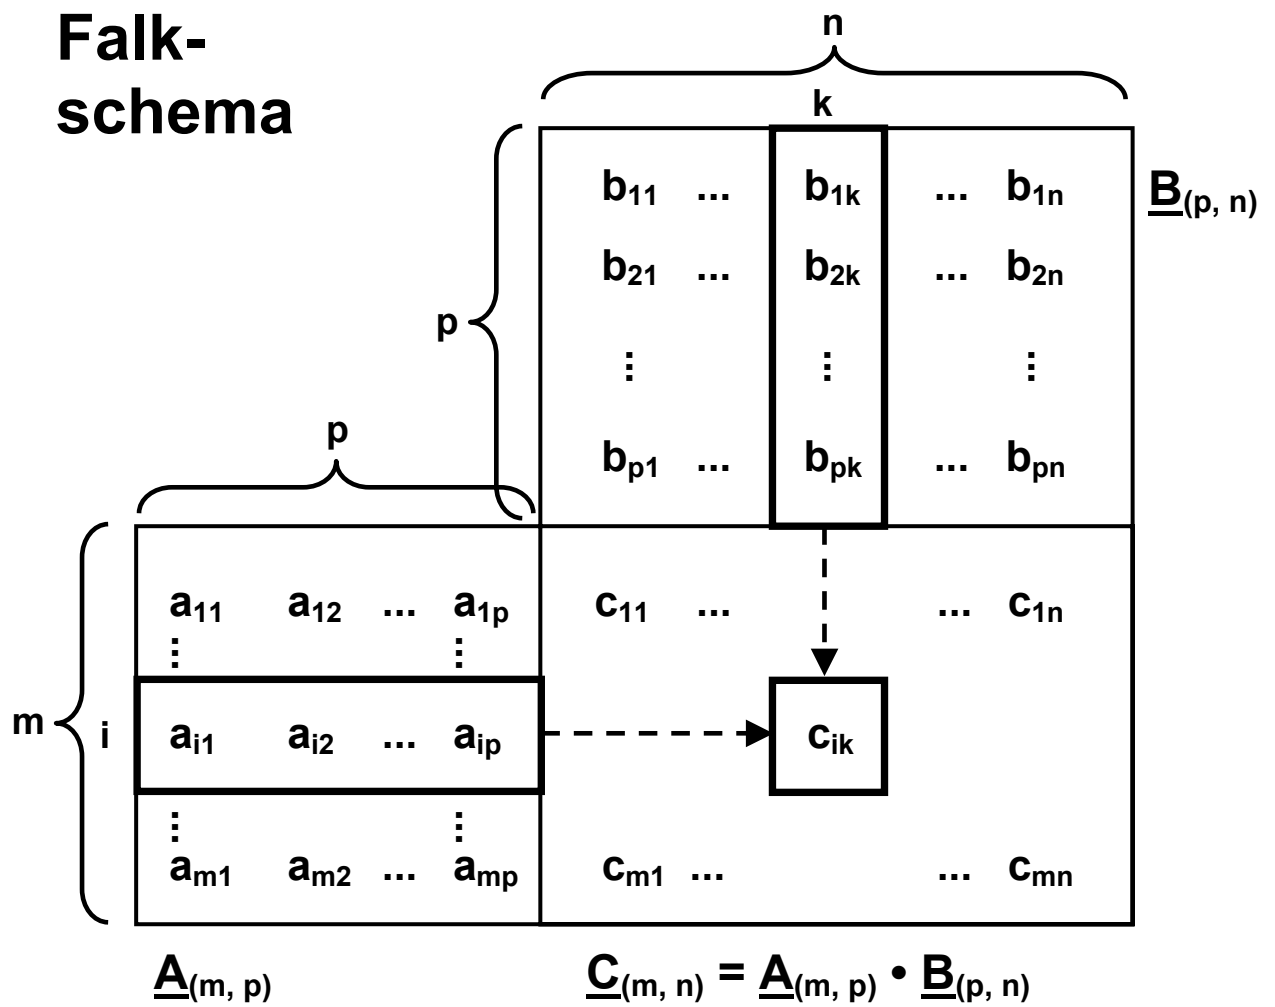 Falk-
schema
n
k
b11 ... b1k ... b1n
B(p, n)
b21 ... b2k ... b2n
p
⋮ ⋮ ⋮
bp1 ... bpk ... bpn
p
a11 a12 ... a1p
c11 ... ... c1n
⋮ ⋮
m
i
ai1 ai2 ... aip
cik
⋮ ⋮
am1 am2 ... amp
cm1 ... ... cmn
A(m, p)
C(m, n) = A(m, p) • B(p, n)